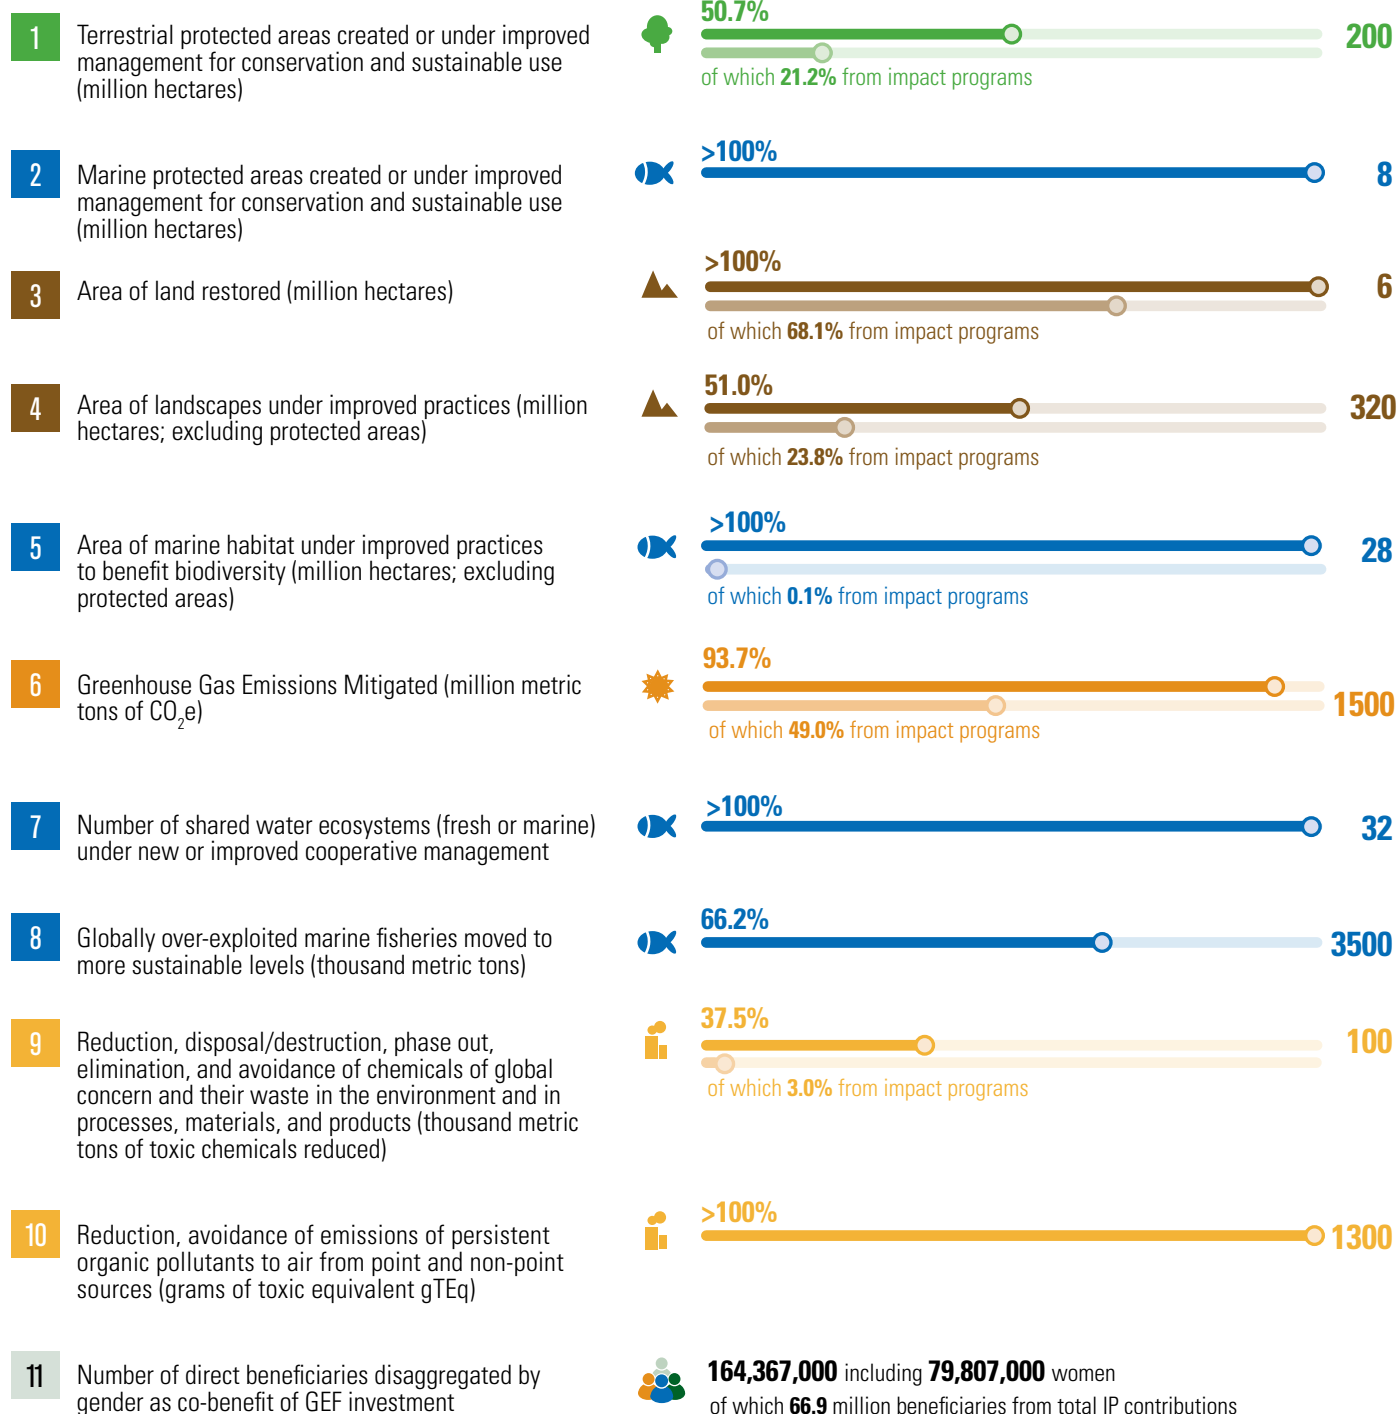 1
Terrestrial protected areas created or under improved
management for conservation and sustainable use
(million hectares)
50.7%
200
of which 21.2% from impact programs
2
Marine protected areas created or under improved
management for conservation and sustainable use
(million hectares)
>100%
8
3
Area of land restored (million hectares)
>100%
6
of which 68.1% from impact programs
4
Area of landscapes under improved practices (million
hectares; excluding protected areas)
51.0%
320
of which 23.8% from impact programs
5
Area of marine habitat under improved practices
to benefit biodiversity (million hectares; excluding
protected areas)
>100%
28
of which 0.1% from impact programs
6
Greenhouse Gas Emissions Mitigated (million metric
tons of CO₂e)
93.7%
1500
of which 49.0% from impact programs
7
Number of shared water ecosystems (fresh or marine)
under new or improved cooperative management
>100%
32
8
Globally over-exploited marine fisheries moved to
more sustainable levels (thousand metric tons)
66.2%
3500
9
Reduction, disposal/destruction, phase out,
elimination, and avoidance of chemicals of global
concern and their waste in the environment and in
processes, materials, and products (thousand metric
tons of toxic chemicals reduced)
37.5%
100
of which 3.0% from impact programs
10
Reduction, avoidance of emissions of persistent
organic pollutants to air from point and non-point
sources (grams of toxic equivalent gTEq)
>100%
1300
11
Number of direct beneficiaries disaggregated by
gender as co-benefit of GEF investment
164,367,000 including 79,807,000 women
of which 66.9 million beneficiaries from total IP contributions